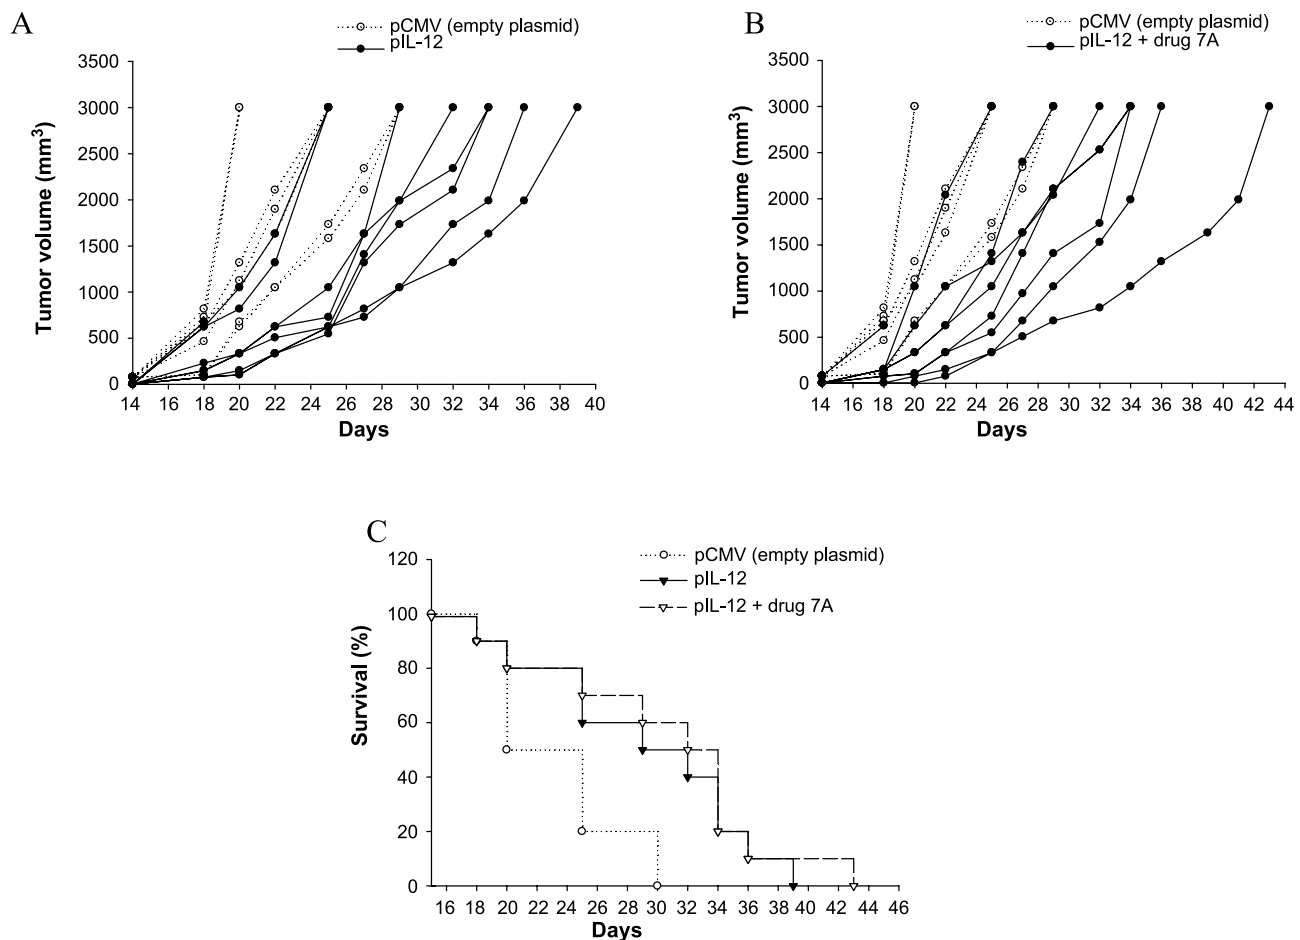 A
pCMV (empty plasmid)
pIL-12
Tumor volume (mm³)
3500
3000
2500
2000
1500
1000
500
0
14 16 18 20 22 24 26 28 30 32 34 36 38 40
Days
B
pCMV (empty plasmid)
pIL-12 + drug 7A
Tumor volume (mm³)
3500
3000
2500
2000
1500
1000
500
0
14 16 18 20 22 24 26 28 30 32 34 36 38 40 42 44
Days
C
pCMV (empty plasmid)
pIL-12
pIL-12 + drug 7A
Survival (%)
120
100
80
60
40
20
0
16 18 20 22 24 26 28 30 32 34 36 38 40 42 44 46
Days